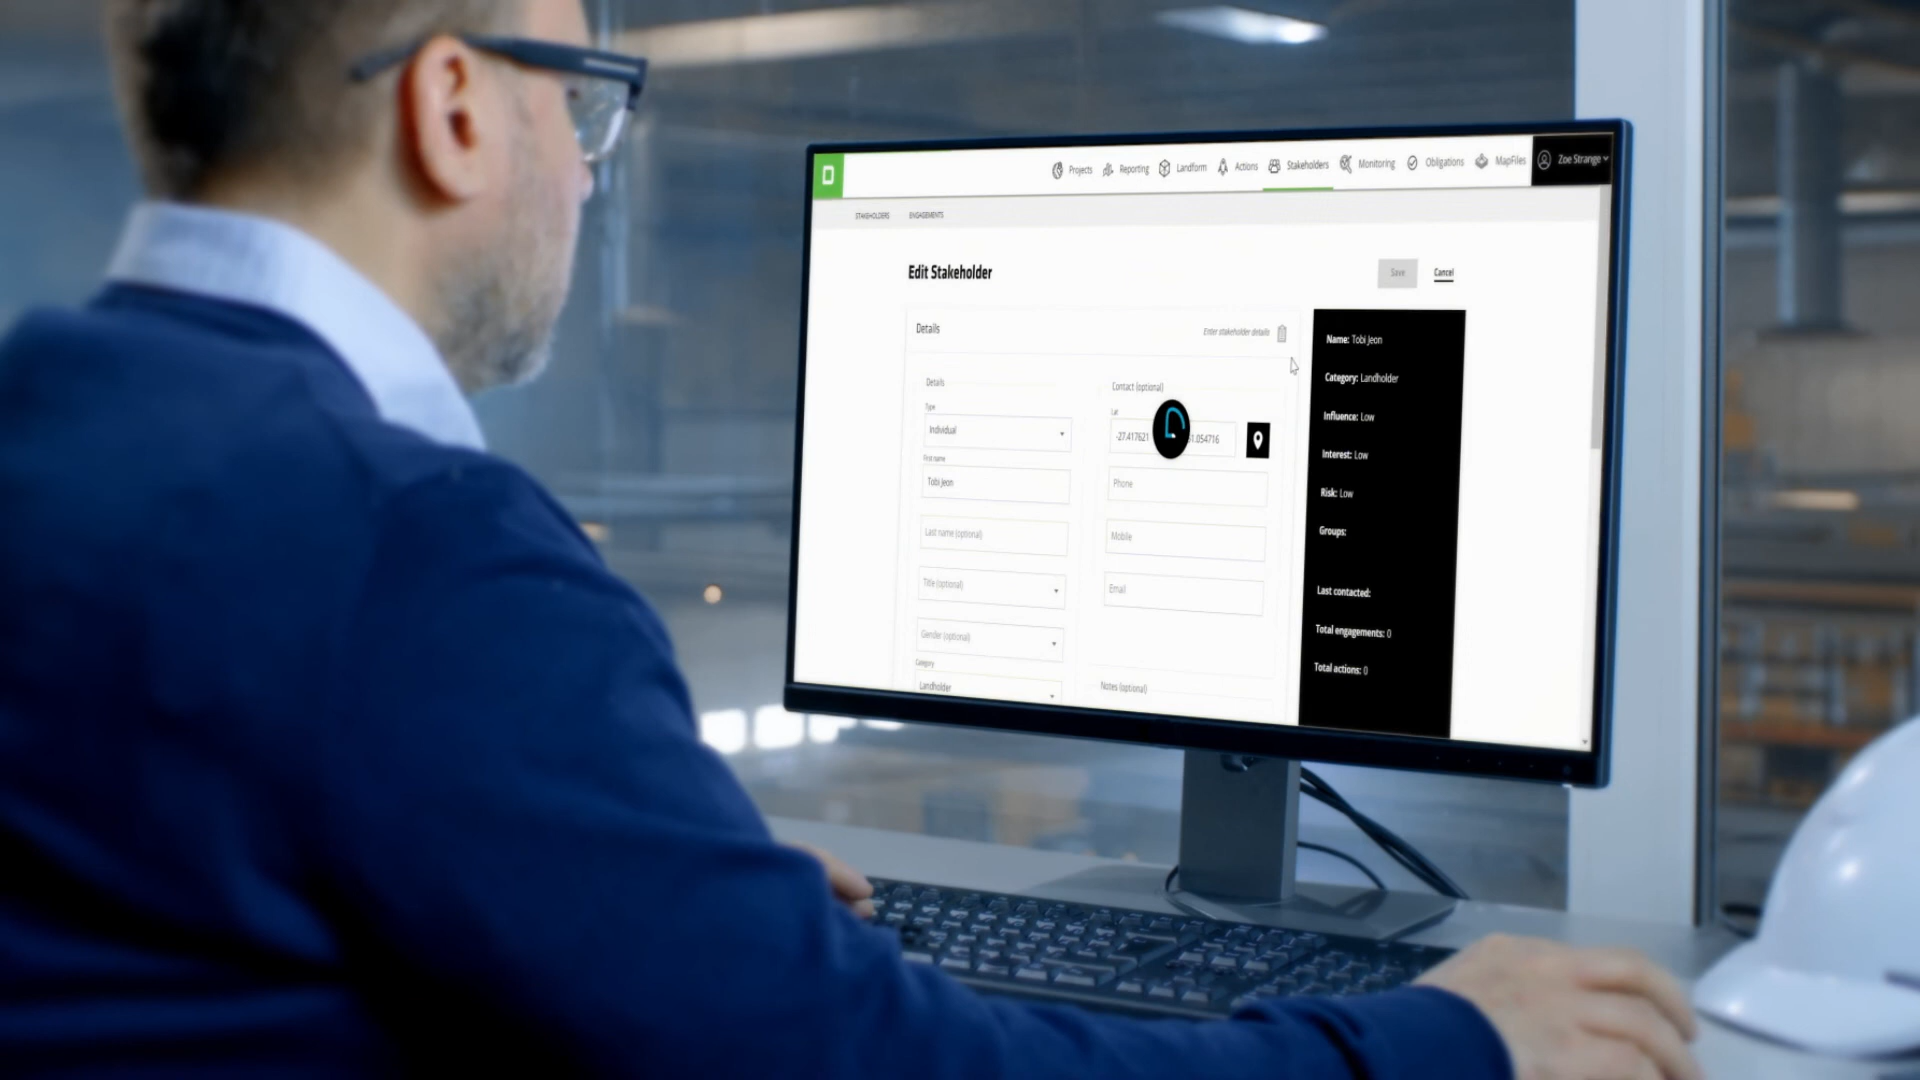 Projects Reporting Landform Actions Stakeholders Monitoring Obligations MapFiles Zoe Strange
STAKEHOLDERS ENGAGEMENTS
Edit Stakeholder
Save Cancel
Details
Enter stakeholder details
Details
Type
Individual
First name
Tobi Jeon
Last name (optional)
Title (optional)
Gender (optional)
Category
Landholder
Contact (optional)
Lat
-27.417621 1.054716
Phone
Mobile
Email
Notes (optional)
Name: Tobi Jeon
Category: Landholder
Influence: Low
Interest: Low
Risk: Low
Groups:
Last contacted:
Total engagements: 0
Total actions: 0